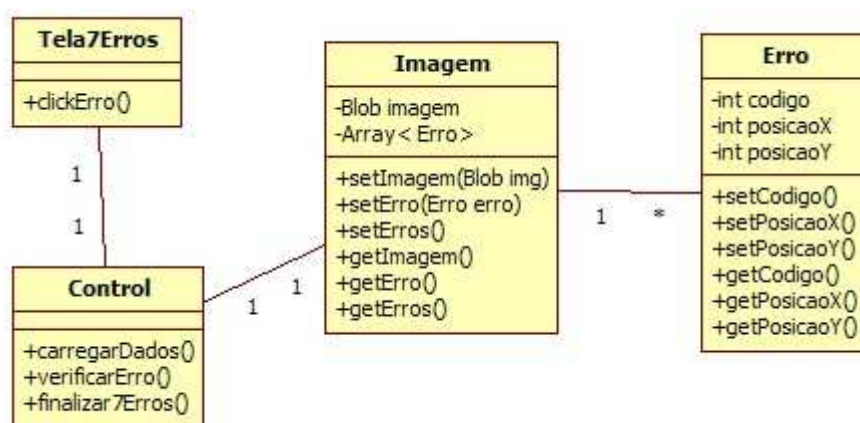 Tela7Erros
+clickErro()
1
1
Control
+carregarDados()
+verificarErro()
+finalizar7Erros()
1
1
Imagem
-Blob imagem
-Array< Erro>
+setImagem(Blob img)
+setErro(Erro erro)
+setErros()
+getImagem()
+getErro()
+getErros()
1
*
Erro
-int codigo
-int posicaoX
-int posicaoY
+setCodigo()
+setPosicaoX()
+setPosicaoY()
+getCodigo()
+getPosicaoX()
+getPosicaoY()